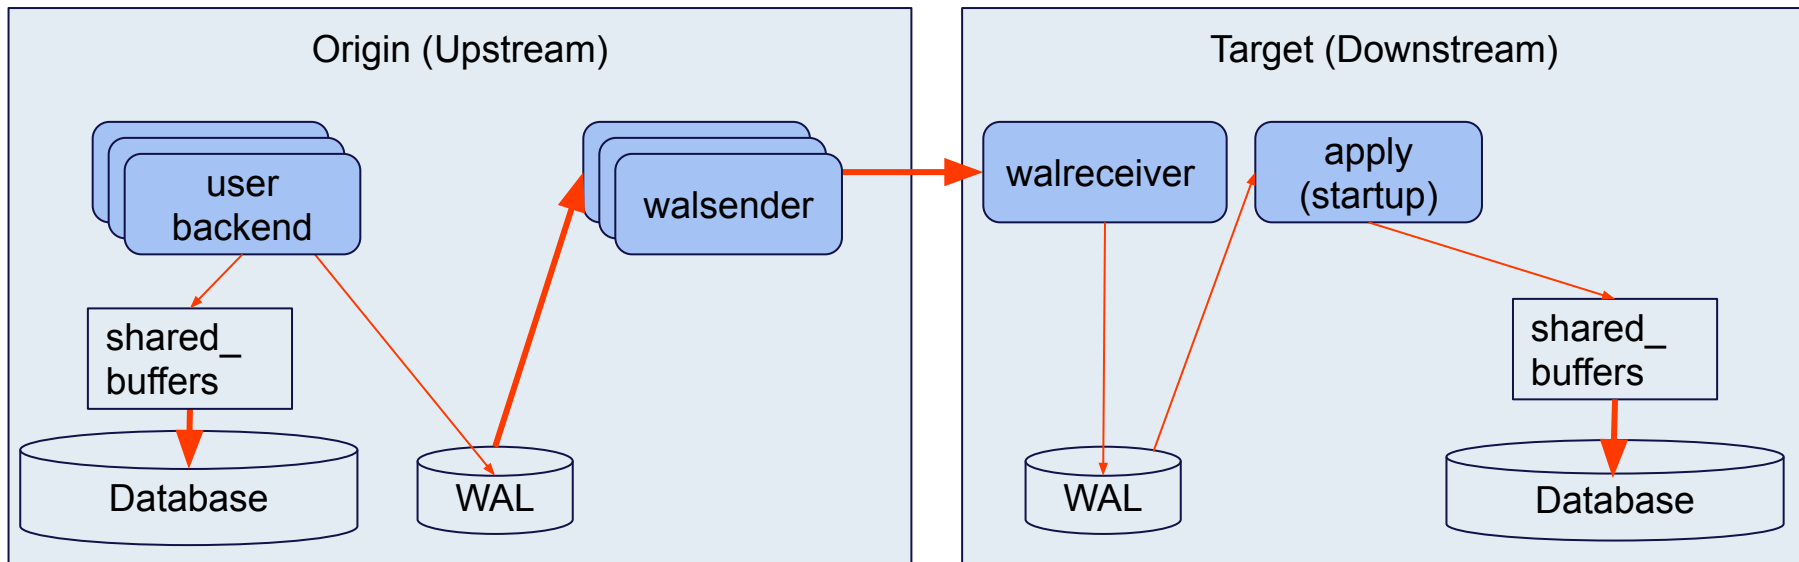 Origin (Upstream)
user
backend
walsender
shared_
buffers
Database
WAL
Target (Downstream)
walreceiver
apply
(startup)
shared_
buffers
WAL
Database